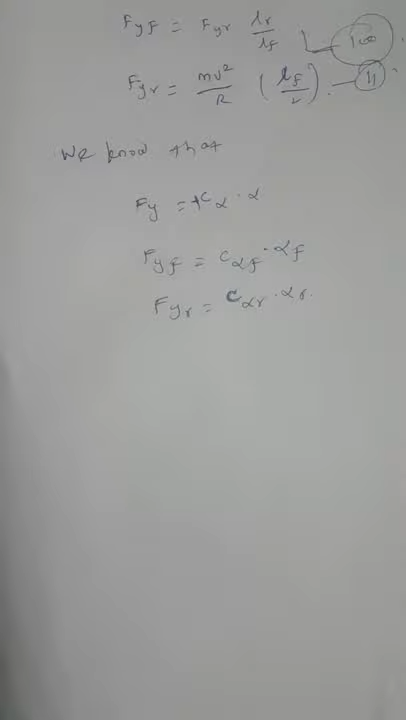 Fyf = Fyr lr/lf — 10
Fyr = mv²/R (lf/L). — 11
We know that
Fy = +Cα · α
Fyf = Cαf · αf
Fyr = Cαr · αr.